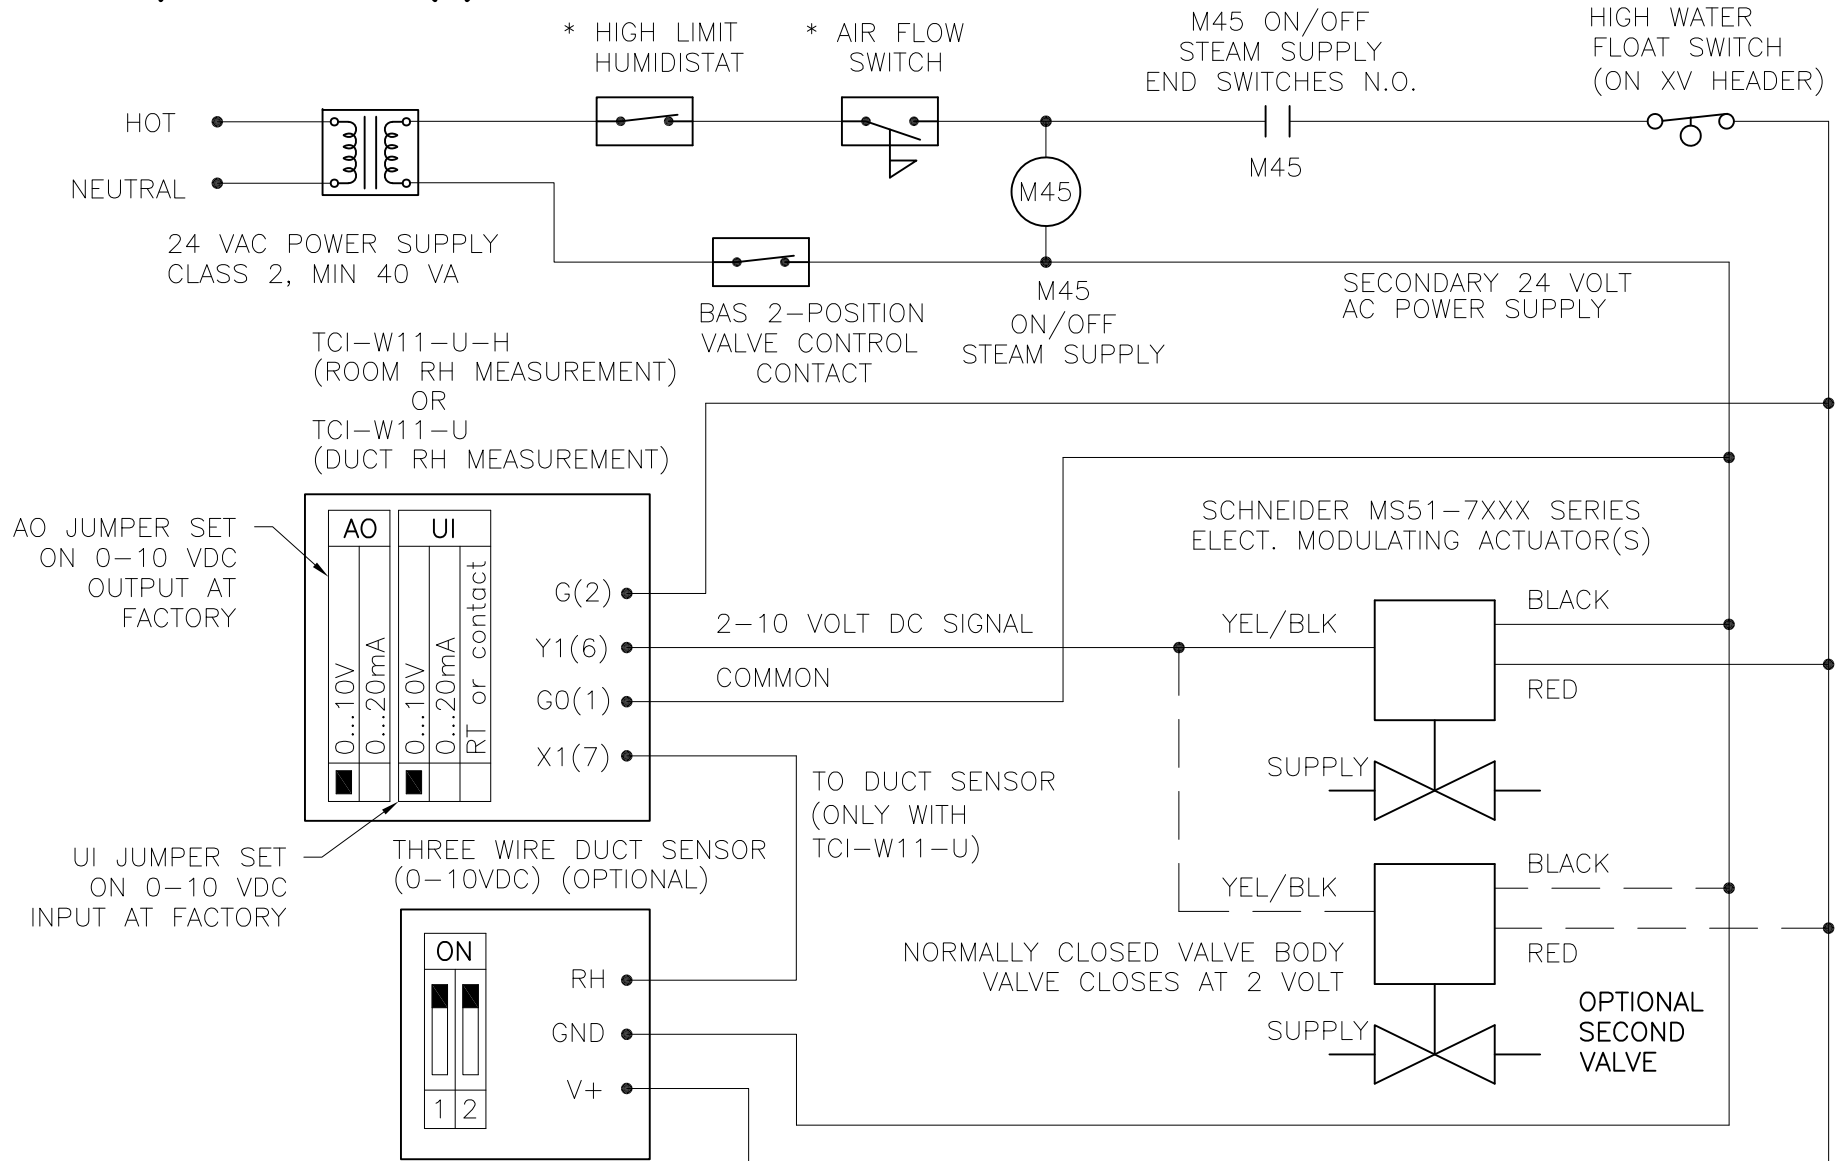 * HIGH LIMIT
HUMIDISTAT
* AIR FLOW
SWITCH
M45 ON/OFF
STEAM SUPPLY
END SWITCHES N.O.
HIGH WATER
FLOAT SWITCH
(ON XV HEADER)
HOT
NEUTRAL
M45
M45
24 VAC POWER SUPPLY
CLASS 2, MIN 40 VA
BAS 2-POSITION
VALVE CONTROL
CONTACT
M45
ON/OFF
STEAM SUPPLY
SECONDARY 24 VOLT
AC POWER SUPPLY
TCI-W11-U-H
(ROOM RH MEASUREMENT)
OR
TCI-W11-U
(DUCT RH MEASUREMENT)
AO JUMPER SET
ON 0-10 VDC
OUTPUT AT
FACTORY
AO
UI
0...10V
0...20mA
0...10V
0...20mA
RT or contact
G(2)
Y1(6)
G0(1)
X1(7)
2-10 VOLT DC SIGNAL
COMMON
SCHNEIDER MS51-7XXX SERIES
ELECT. MODULATING ACTUATOR(S)
YEL/BLK
BLACK
RED
SUPPLY
TO DUCT SENSOR
(ONLY WITH
TCI-W11-U)
UI JUMPER SET
ON 0-10 VDC
INPUT AT FACTORY
THREE WIRE DUCT SENSOR
(0-10VDC) (OPTIONAL)
ON
1 2
RH
GND
V+
YEL/BLK
BLACK
RED
NORMALLY CLOSED VALVE BODY
VALVE CLOSES AT 2 VOLT
SUPPLY
OPTIONAL
SECOND
VALVE